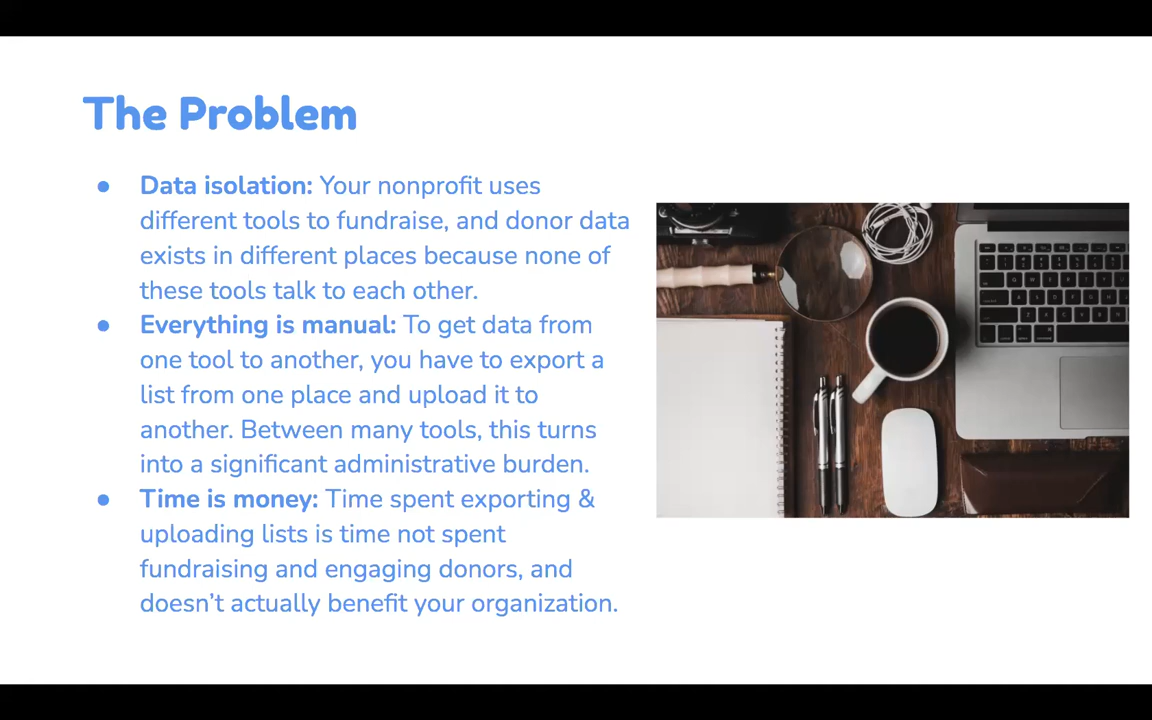 The Problem
● Data isolation: Your nonprofit uses
different tools to fundraise, and donor data
exists in different places because none of
these tools talk to each other.
● Everything is manual: To get data from
one tool to another, you have to export a
list from one place and upload it to
another. Between many tools, this turns
into a significant administrative burden.
● Time is money: Time spent exporting &
uploading lists is time not spent
fundraising and engaging donors, and
doesn’t actually benefit your organization.